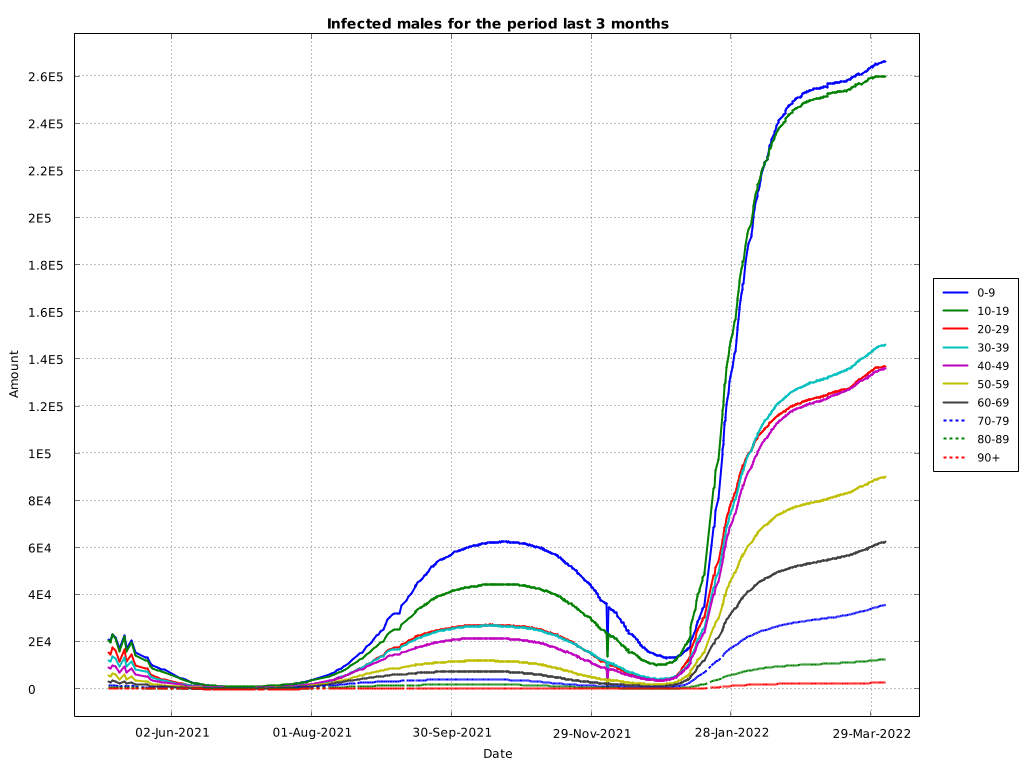 Infected males for the period last 3 months
2.6E5
2.4E5
2.2E5
2E5
1.8E5
1.6E5
1.4E5
1.2E5
1E5
8E4
6E4
4E4
2E4
0
Amount
02-Jun-2021
01-Aug-2021
30-Sep-2021
29-Nov-2021
28-Jan-2022
29-Mar-2022
Date
0-9
10-19
20-29
30-39
40-49
50-59
60-69
70-79
80-89
90+